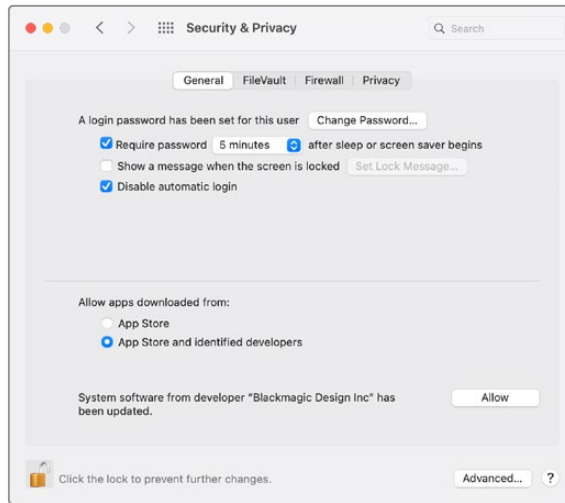 Security & Privacy
Search
General FileVault Firewall Privacy
A login password has been set for this user Change Password...
Require password 5 minutes after sleep or screen saver begins
Show a message when the screen is locked Set Lock Message...
Disable automatic login
Allow apps downloaded from:
App Store
App Store and identified developers
System software from developer "Blackmagic Design Inc" has
been updated.
Allow
Click the lock to prevent further changes.
Advanced... ?